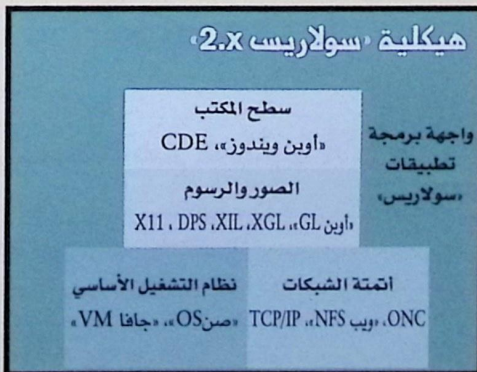 هيكلية «سولاريس 2.x»
سطح المكتب
«أوبن ويندوز»، CDE
الصور والرسوم
«أوبن GL»، XGL، XIL، DPS، X11
واجهة برمجة
تطبيقات
«سولاريس»
أتمتة الشبكات
ONC، «ويب NFS»، TCP/IP
نظام التشغيل الأساسي
«صن OS»، «جافا VM»